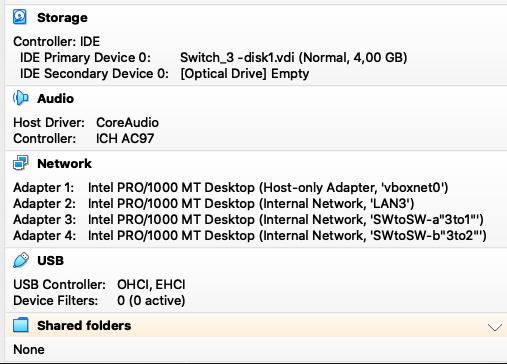 Storage
Controller: IDE
IDE Primary Device 0: Switch_3 -disk1.vdi (Normal, 4,00 GB)
IDE Secondary Device 0: [Optical Drive] Empty
Audio
Host Driver: CoreAudio
Controller: ICH AC97
Network
Adapter 1: Intel PRO/1000 MT Desktop (Host-only Adapter, 'vboxnet0')
Adapter 2: Intel PRO/1000 MT Desktop (Internal Network, 'LAN3')
Adapter 3: Intel PRO/1000 MT Desktop (Internal Network, 'SWtoSW-a"3to1"')
Adapter 4: Intel PRO/1000 MT Desktop (Internal Network, 'SWtoSW-b"3to2"')
USB
USB Controller: OHCI, EHCI
Device Filters: 0 (0 active)
Shared folders
None